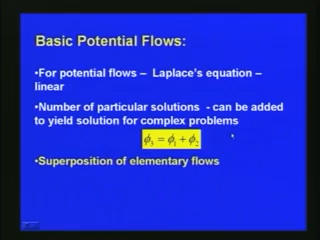 Basic Potential Flows:
•For potential flows – Laplace's equation –
linear
•Number of particular solutions - can be added
to yield solution for complex problems
ϕ₃ = ϕ₁ + ϕ₂
•Superposition of elementary flows